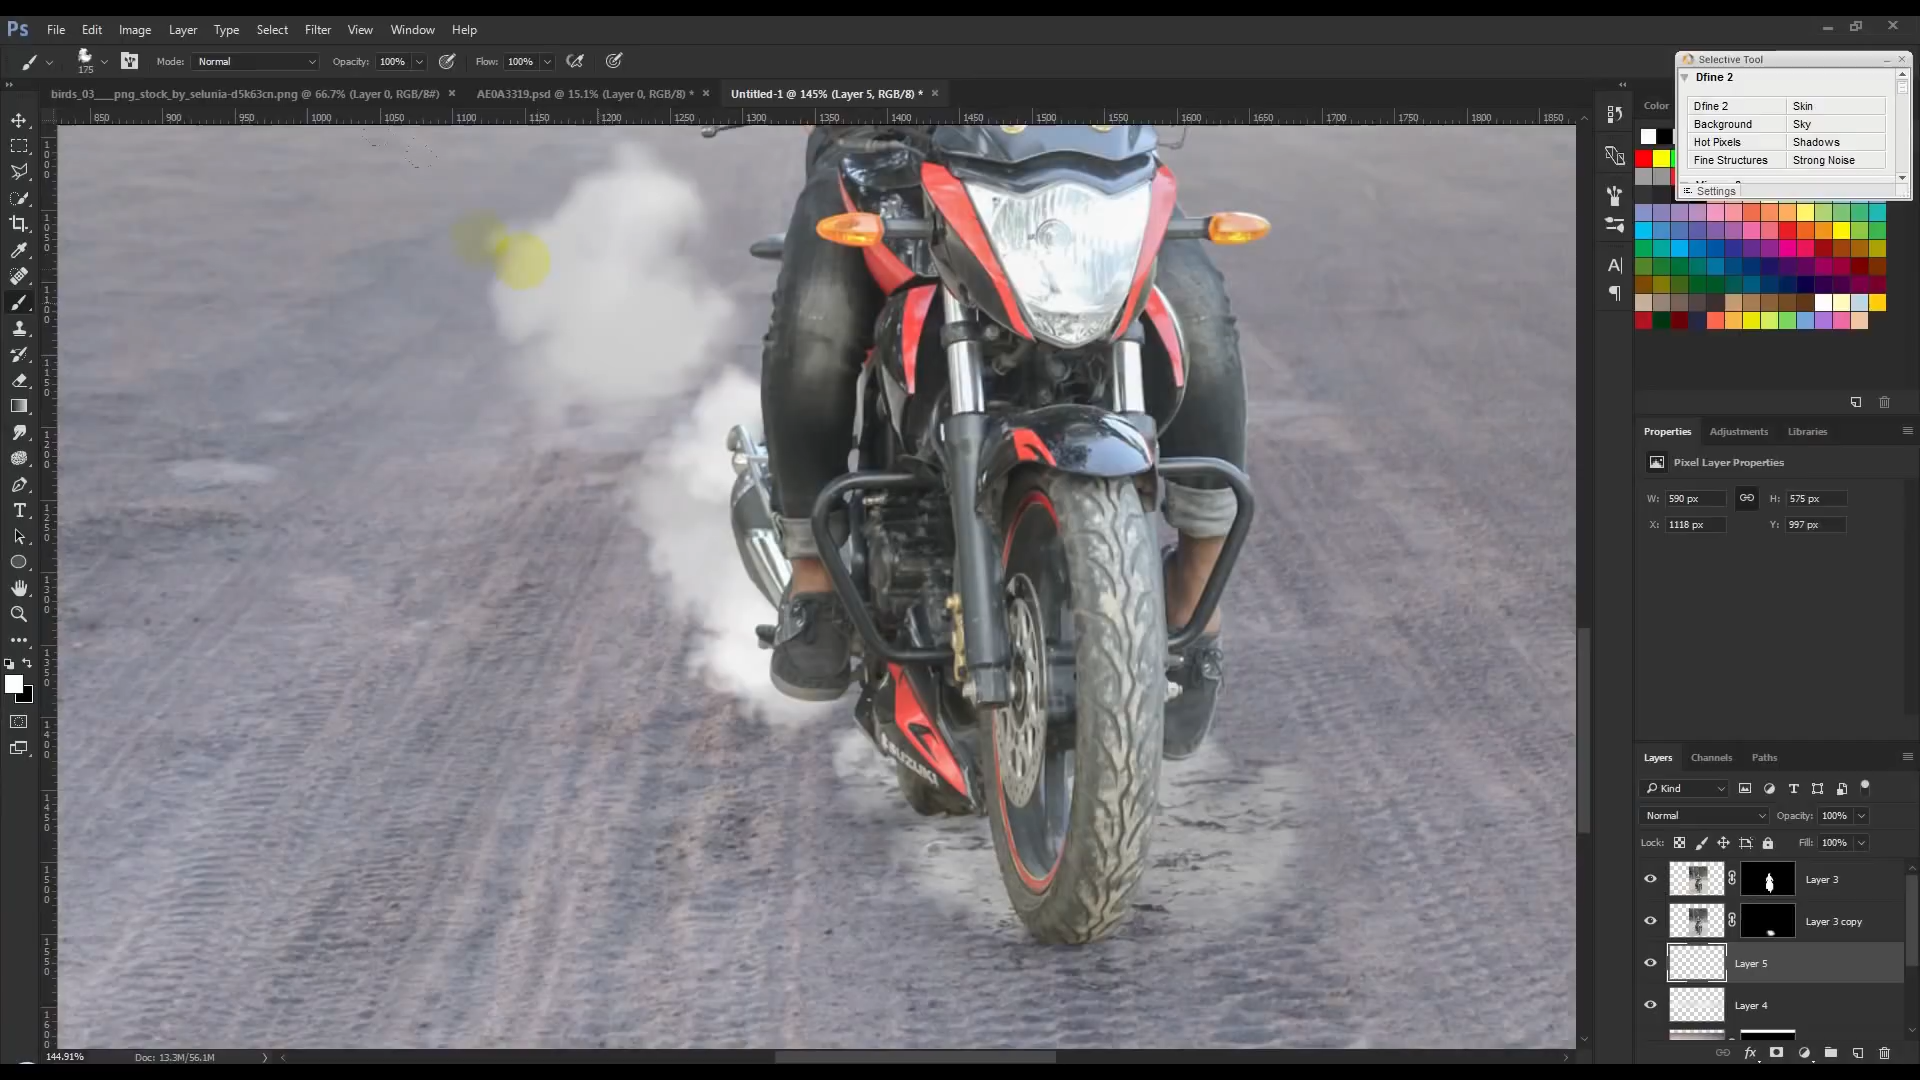 Ps File Edit Image Layer Type Select Filter View Window Help
175 Mode: Normal Opacity: 100% Flow: 100%
Selective Tool
Dfine 2
Dfine 2 Skin
Background Sky
Hot Pixels Shadows
Fine Structures Strong Noise
Settings
birds_03___png_stock_by_selunia-d5k63cn.png @ 66.7% (Layer 0, RGB/8#)
AE0A3319.psd @ 15.1% (Layer 0, RGB/8) *
Untitled-1 @ 145% (Layer 5, RGB/8) *
Color
850 900 950 1000 1050 1100 1150 1200 1250 1300 1350 1400 1450 1500 1550 1600 1650 1700 1750 1800 1850
SUZUKI
Properties Adjustments Libraries
Pixel Layer Properties
W: 590 px H: 575 px
X: 1118 px Y: 997 px
Layers Channels Paths
Kind
Normal Opacity: 100%
Lock: Fill: 100%
Layer 3
Layer 3 copy
Layer 5
Layer 4
fx
144.91% Doc: 13.3M/56.1M